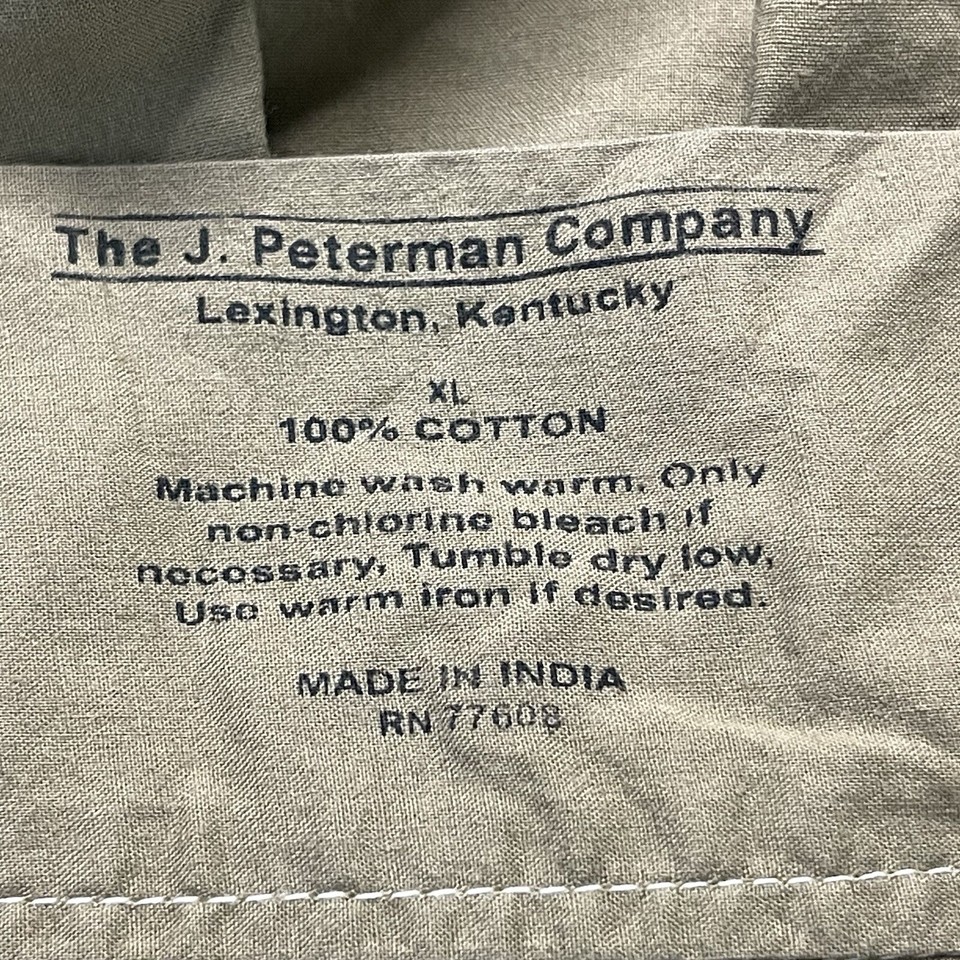 The J. Peterman Company
Lexington, Kentucky
XL
100% COTTON
Machine wash warm. Only
non-chlorine bleach if
necessary, Tumble dry low,
Use warm iron if desired.
MADE IN INDIA
RN 77608